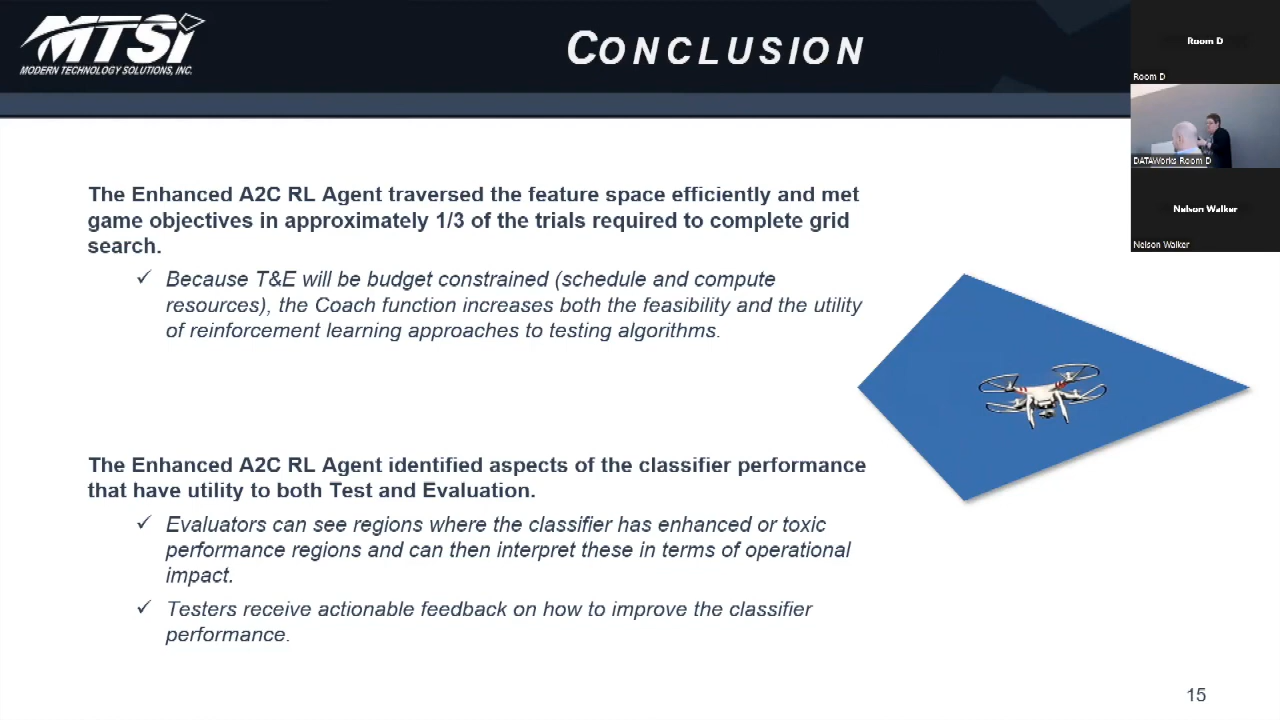 MTSi
MODERN TECHNOLOGY SOLUTIONS, INC.
CONCLUSION
Room D
Room D
DATAWorks Room D
Nelson Walker
Nelson Walker
The Enhanced A2C RL Agent traversed the feature space efficiently and met
game objectives in approximately 1/3 of the trials required to complete grid
search.
✓ Because T&E will be budget constrained (schedule and compute
resources), the Coach function increases both the feasibility and the utility
of reinforcement learning approaches to testing algorithms.
The Enhanced A2C RL Agent identified aspects of the classifier performance
that have utility to both Test and Evaluation.
✓ Evaluators can see regions where the classifier has enhanced or toxic
performance regions and can then interpret these in terms of operational
impact.
✓ Testers receive actionable feedback on how to improve the classifier
performance.
15